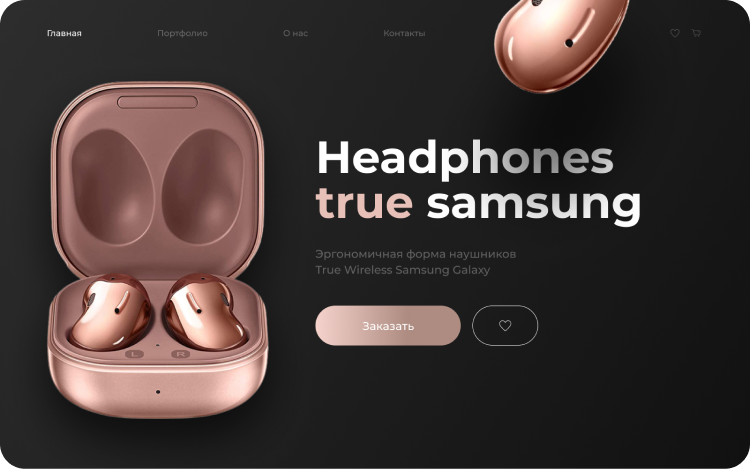 Главная
Портфолио
О нас
Контакты
Headphones
true samsung
Эргономичная форма наушников
True Wireless Samsung Galaxy
Заказать
L
R